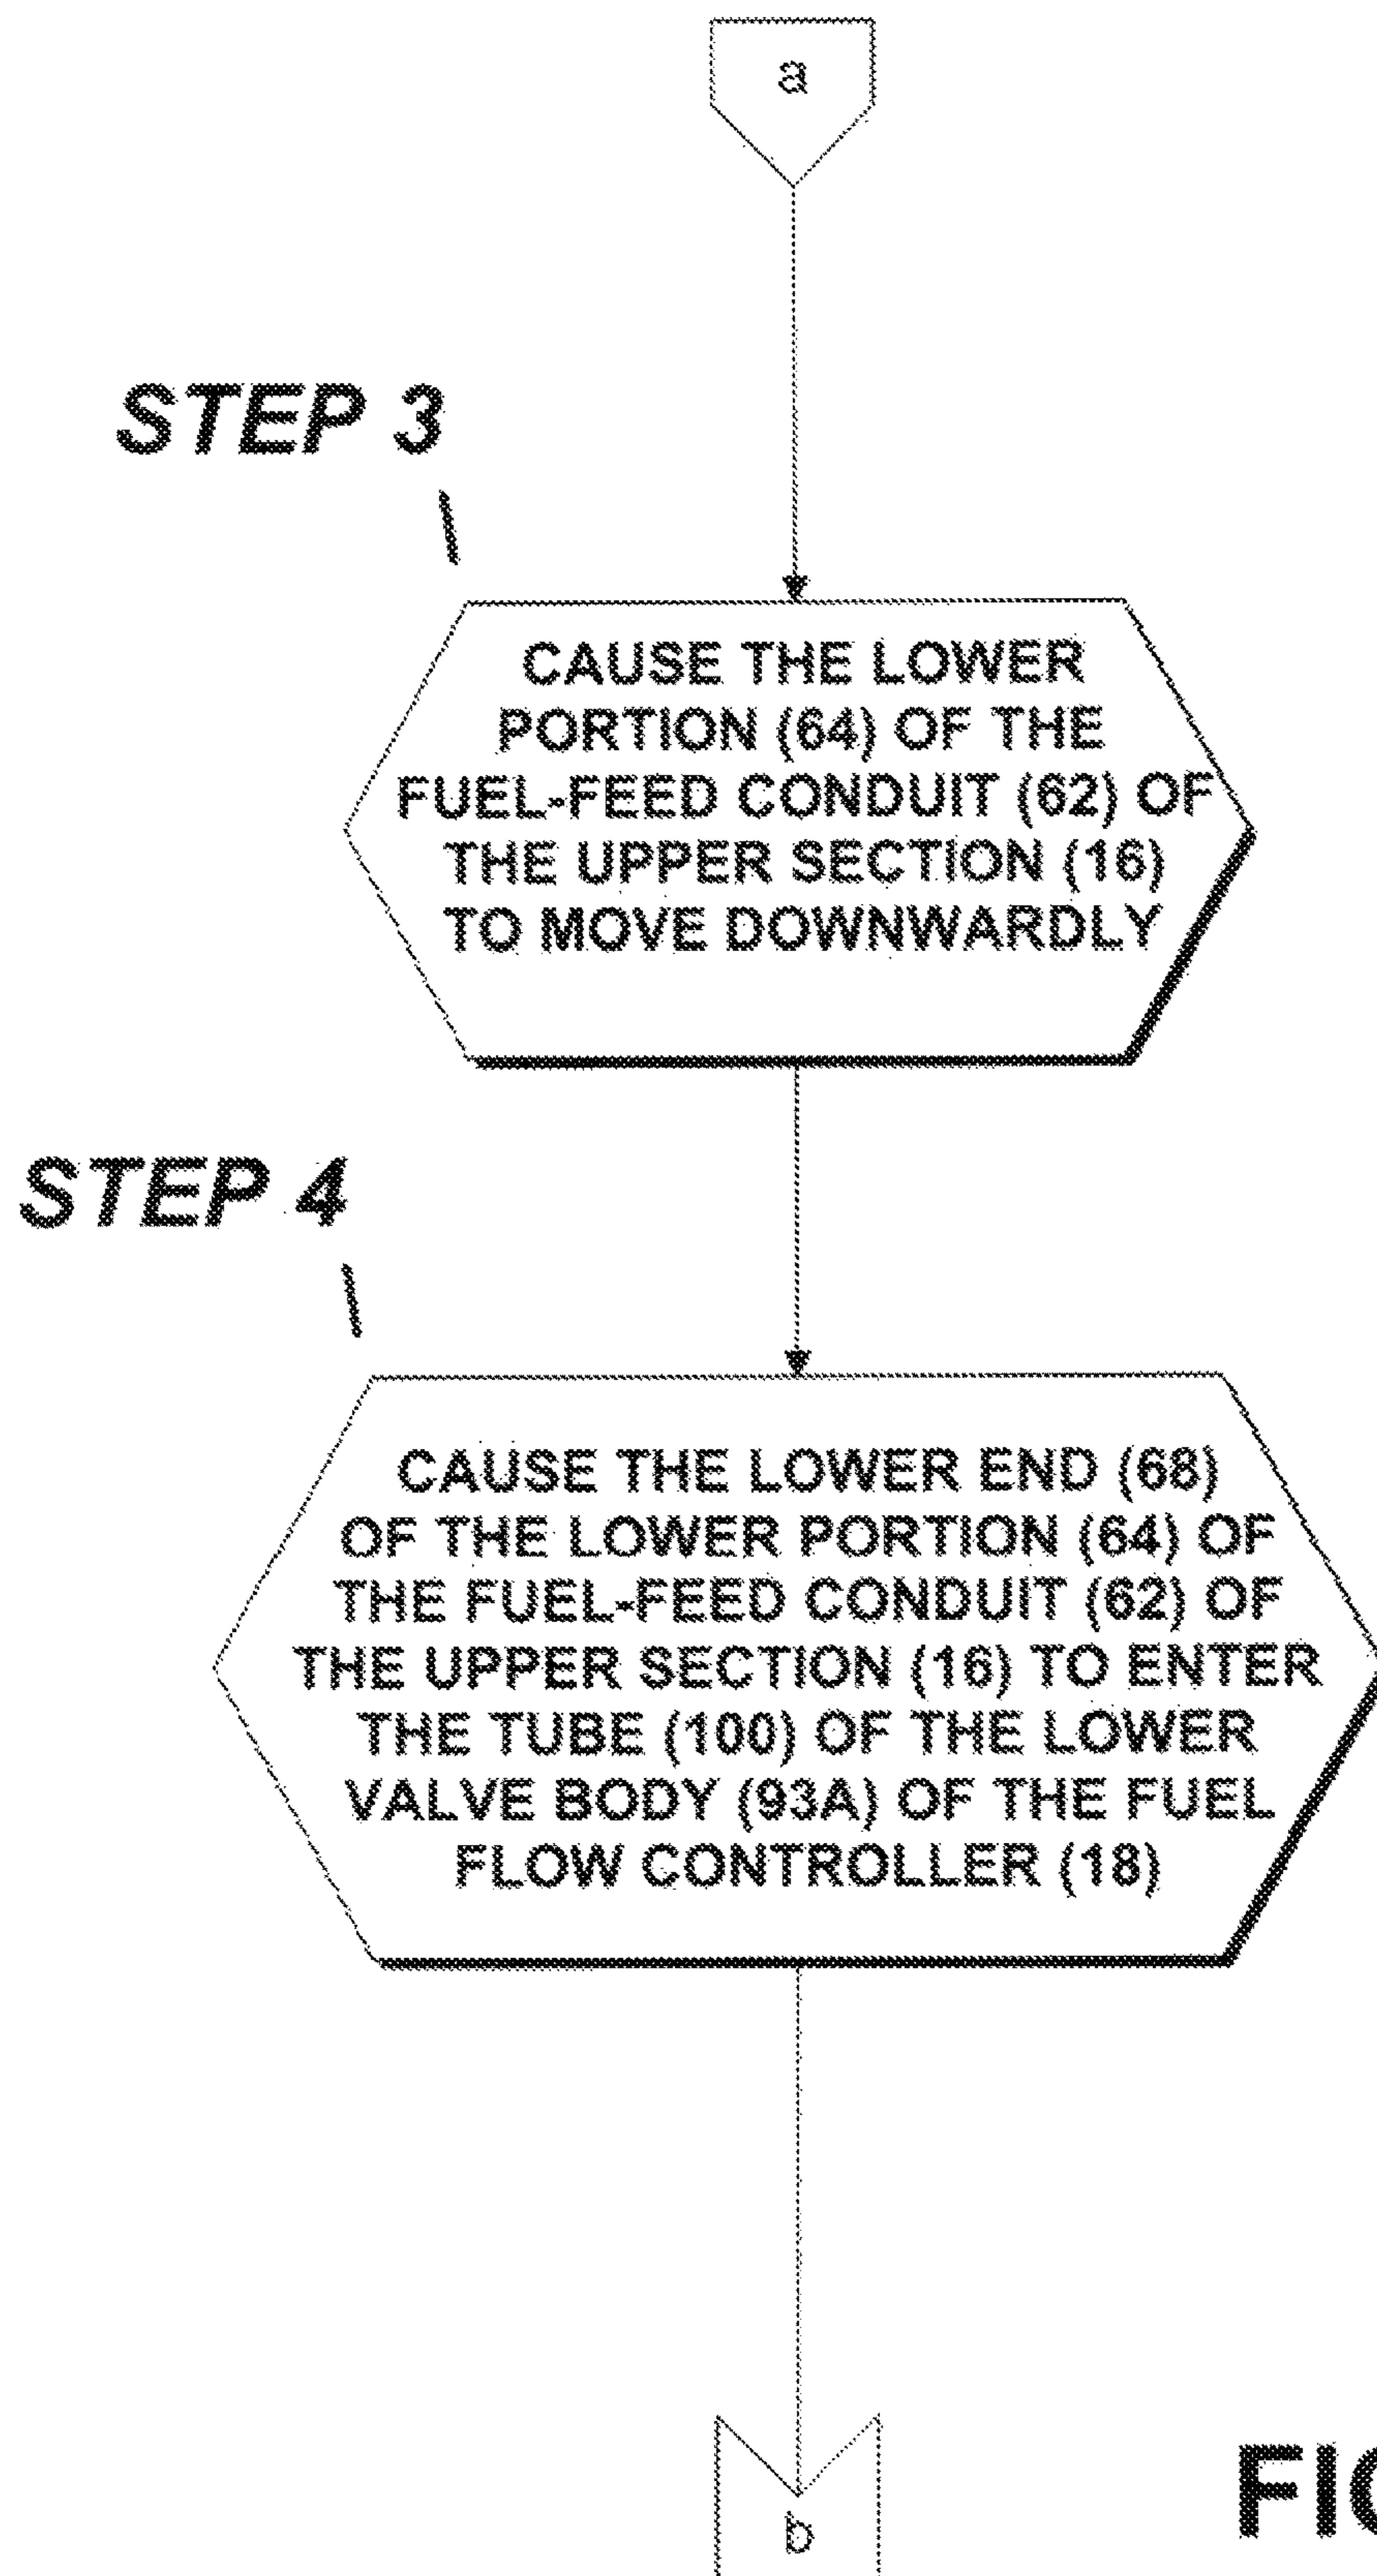 a
STEP 3
CAUSE THE LOWER
PORTION (64) OF THE
FUEL-FEED CONDUIT (62) OF
THE UPPER SECTION (16)
TO MOVE DOWNWARDLY
STEP 4
CAUSE THE LOWER END (68)
OF THE LOWER PORTION (64) OF
THE FUEL-FEED CONDUIT (62) OF
THE UPPER SECTION (16) TO ENTER
THE TUBE (100) OF THE LOWER
VALVE BODY (93A) OF THE FUEL
FLOW CONTROLLER (18)
b